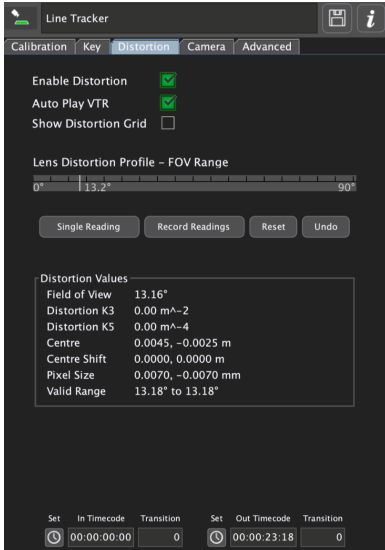 Line Tracker
Calibration Key Distortion Camera Advanced
Enable Distortion
Auto Play VTR
Show Distortion Grid
Lens Distortion Profile – FOV Range
0° 13.2° 90°
Single Reading Record Readings Reset Undo
Distortion Values
Field of View 13.16°
Distortion K3 0.00 m^-2
Distortion K5 0.00 m^-4
Centre 0.0045, -0.0025 m
Centre Shift 0.0000, 0.0000 m
Pixel Size 0.0070, -0.0070 mm
Valid Range 13.18° to 13.18°
Set In Timecode Transition Set Out Timecode Transition
00:00:00:00 0 00:00:23:18 0